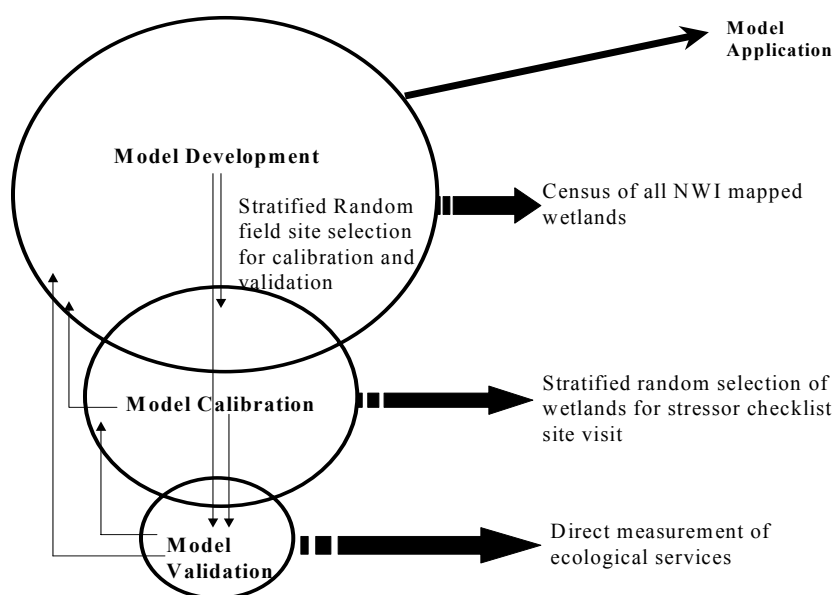 Model
Application
Model Development
Stratified Random
field site selection
for calibration and
validation
Census of all NWI mapped
wetlands
Model Calibration
Stratified random selection of
wetlands for stressor checklist
site visit
Model
Validation
Direct measurement of
ecological services